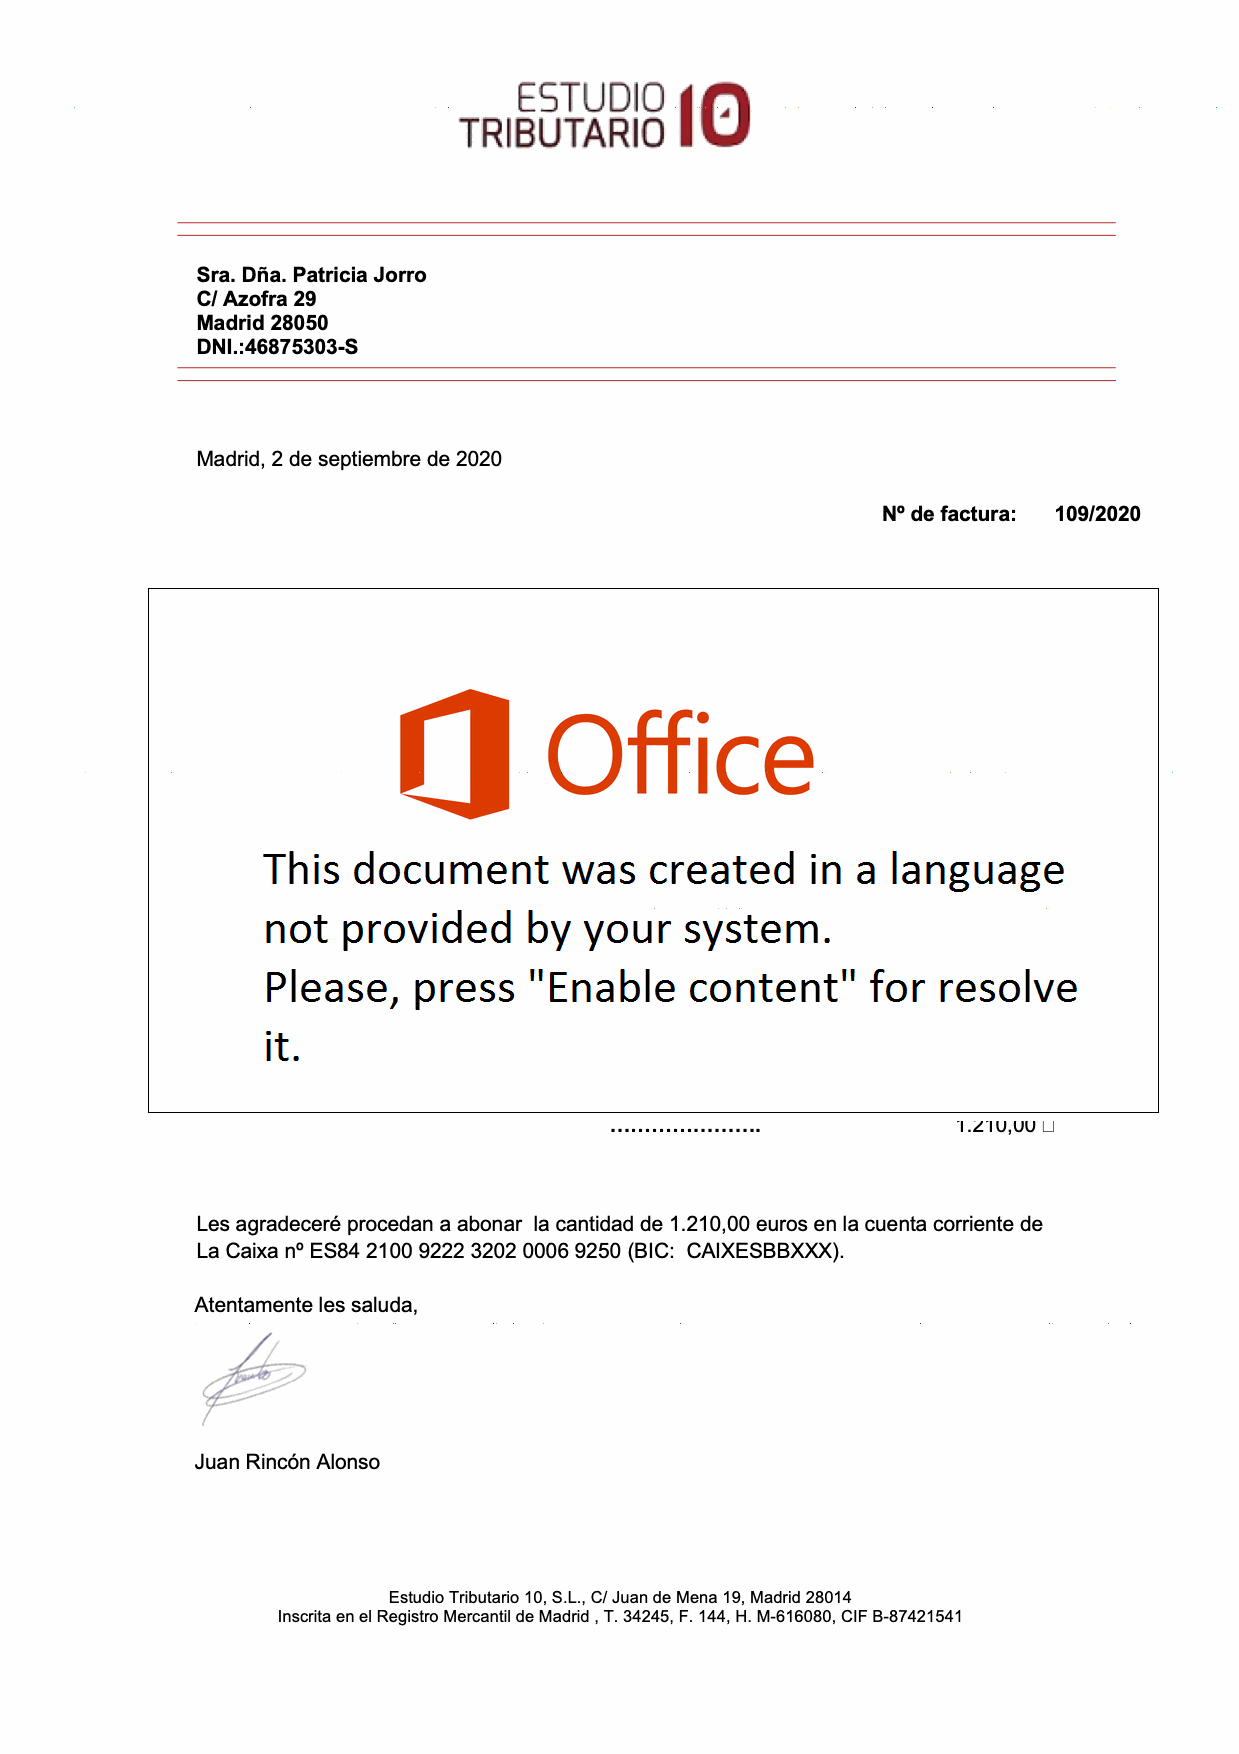 ESTUDIO
TRIBUTARIO 10
Sra. Dña. Patricia Jorro
C/ Azofra 29
Madrid 28050
DNI.:46875303-S
Madrid, 2 de septiembre de 2020
Nº de factura: 109/2020
Office
This document was created in a language
not provided by your system.
Please, press "Enable content" for resolve
it.
…………………. 1.210,00 □
Les agradeceré procedan a abonar la cantidad de 1.210,00 euros en la cuenta corriente de
La Caixa nº ES84 2100 9222 3202 0006 9250 (BIC: CAIXESBBXXX).
Atentamente les saluda,
Juan Rincón Alonso
Estudio Tributario 10, S.L., C/ Juan de Mena 19, Madrid 28014
Inscrita en el Registro Mercantil de Madrid , T. 34245, F. 144, H. M-616080, CIF B-87421541